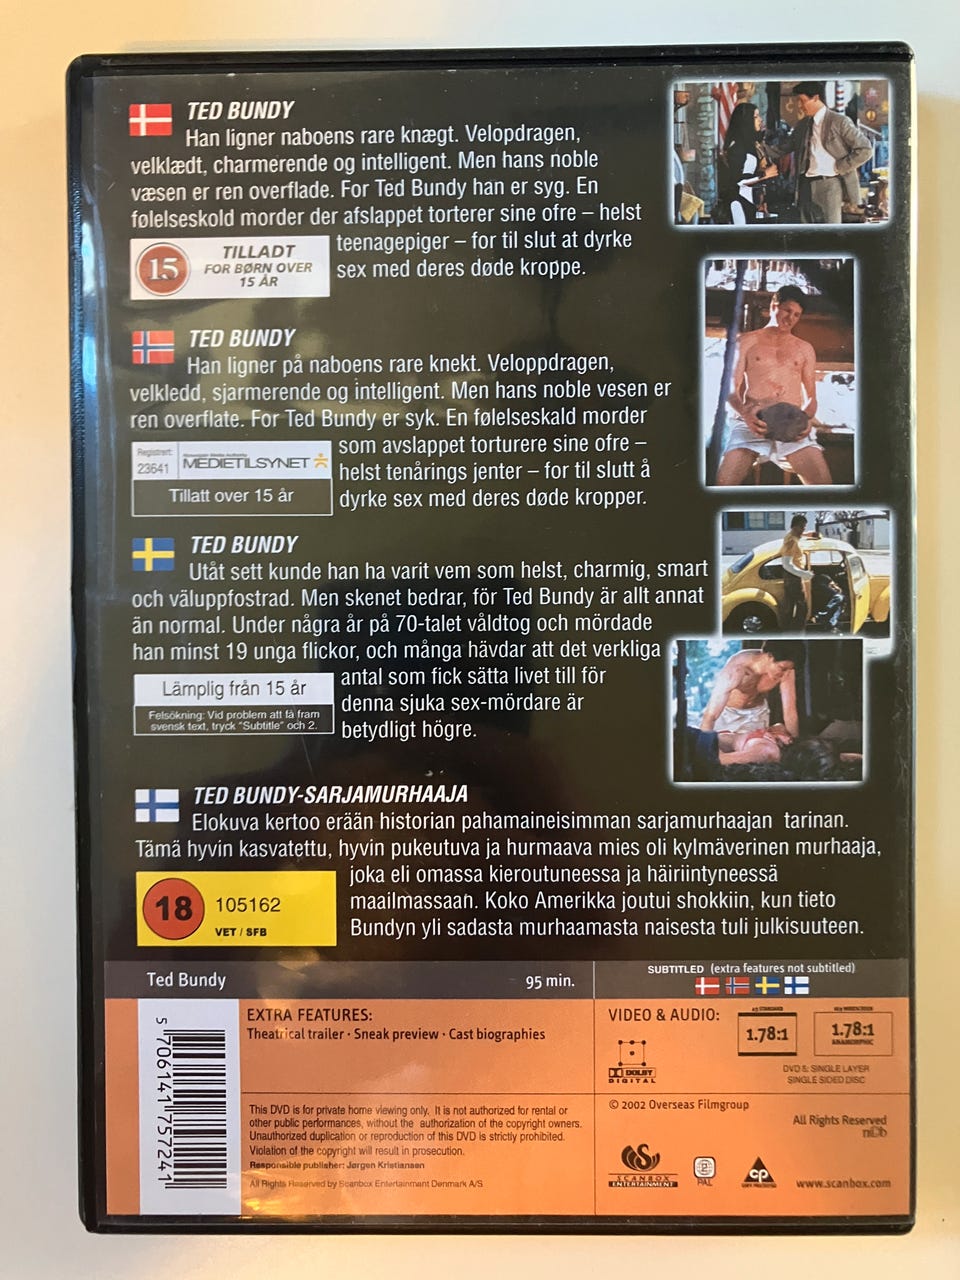 TED BUNDY
Han ligner naboens rare knægt. Velopdragen,
velklædt, charmerende og intelligent. Men hans noble
væsen er ren overflade. For Ted Bundy han er syg. En
følelseskold morder der afslappet torterer sine ofre – helst
teenagepiger – for til slut at dyrke
sex med deres døde kroppe.
15
TILLADT
FOR BØRN OVER
15 ÅR
TED BUNDY
Han ligner på naboens rare knekt. Veloppdragen,
velkledd, sjarmerende og intelligent. Men hans noble vesen er
ren overflate. For Ted Bundy er syk. En følelseskald morder
som avslappet torturere sine ofre –
helst tenårings jenter – for til slutt å
dyrke sex med deres døde kropper.
Registrert:
23641
Norwegian Media Authority
MEDIETILSYNET
Tillatt over 15 år
TED BUNDY
Utåt sett kunde han ha varit vem som helst, charmig, smart
och väluppfostrad. Men skenet bedrar, för Ted Bundy är allt annat
än normal. Under några år på 70-talet våldtog och mördade
han minst 19 unga flickor, och många hävdar att det verkliga
antal som fick sätta livet till för
denna sjuka sex-mördare är
betydligt högre.
Lämplig från 15 år
Felsökning: Vid problem att få fram
svensk text, tryck "Subtitle" och 2.
TED BUNDY-SARJAMURHAAJA
Elokuva kertoo erään historian pahamaineisimman sarjamurhaajan tarinan.
Tämä hyvin kasvatettu, hyvin pukeutuva ja hurmaava mies oli kylmäverinen murhaaja,
joka eli omassa kieroutuneessa ja häiriintyneessä
maailmassaan. Koko Amerikka joutui shokkiin, kun tieto
Bundyn yli sadasta murhaamasta naisesta tuli julkisuuteen.
18
105162
VET / SFB
Ted Bundy
95 min.
SUBTITLED (extra features not subtitled)
5 706141 757241
EXTRA FEATURES:
Theatrical trailer · Sneak preview · Cast biographies
VIDEO & AUDIO:
DOLBY
DIGITAL
4:3 STANDARD
1.78:1
16:9 WIDESCREEN
1.78:1
ANAMORPHIC
DVD 5: SINGLE LAYER
SINGLE SIDED DISC
This DVD is for private home viewing only. It is not authorized for rental or
other public performances, without the authorization of the copyright owners.
Unauthorized duplication or reproduction of this DVD is strictly prohibited.
Violation of the copyright will result in prosecution.
Responsible publisher: Jørgen Kristiansen
All Rights Reserved by Scanbox Entertainment Denmark A/S
© 2002 Overseas Filmgroup
All Rights Reserved
ncb
SCANBOX
ENTERTAINMENT
2
PAL
CP
COPY PROTECTED
www.scanbox.com